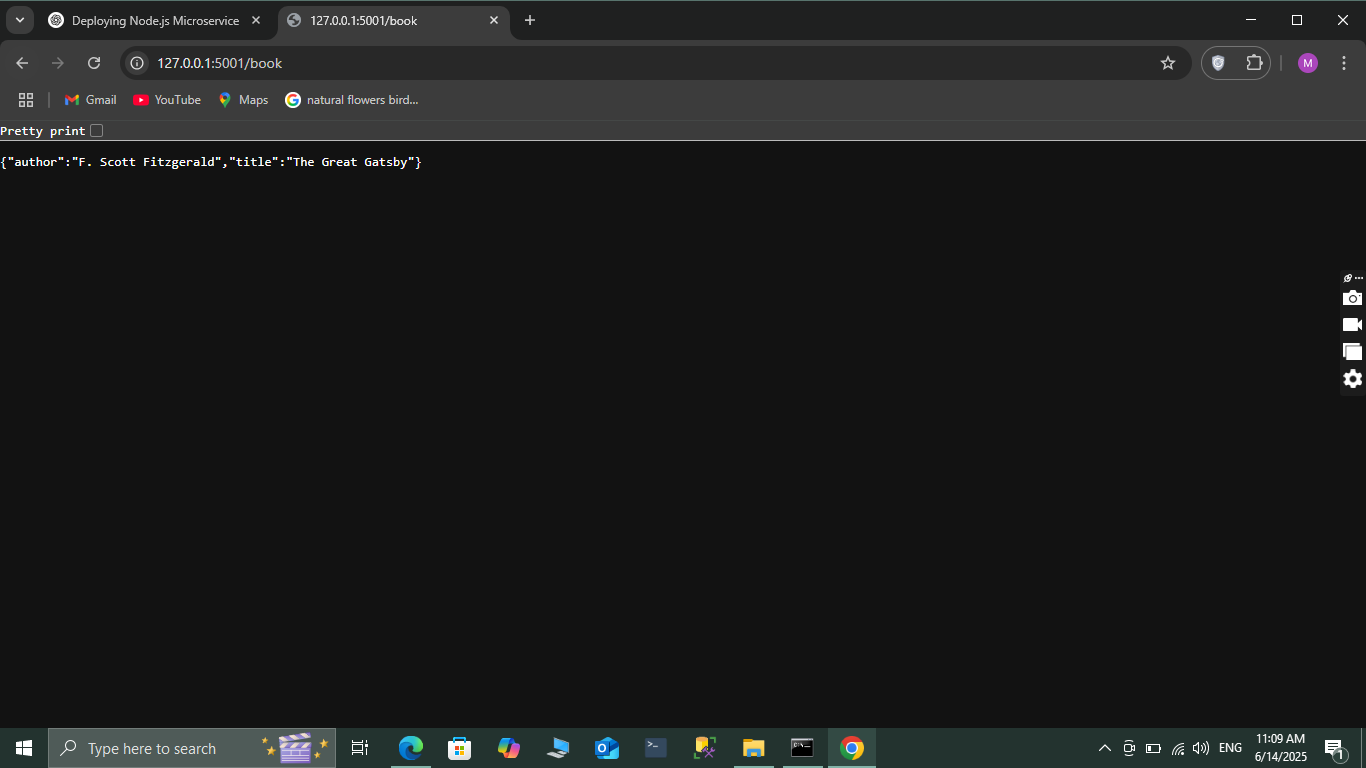 Deploying Node.js Microservice
127.0.0.1:5001/book
127.0.0.1:5001/book
M
Gmail
YouTube
Maps
natural flowers bird...
Pretty print
{"author":"F. Scott Fitzgerald","title":"The Great Gatsby"}
Type here to search
ENG
11:09 AM
6/14/2025
1